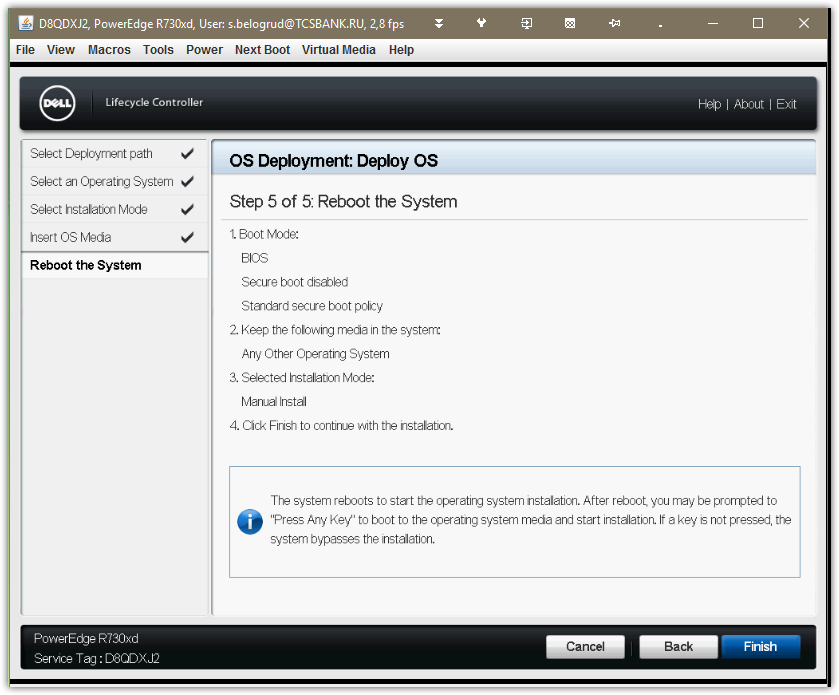 D8QDXJ2, PowerEdge R730xd, User: s.belogrud@TCSBANK.RU, 2,8 fps
File View Macros Tools Power Next Boot Virtual Media Help
DELL Lifecycle Controller Help | About | Exit
Select Deployment path
Select an Operating System
Select Installation Mode
Insert OS Media
Reboot the System
OS Deployment: Deploy OS
Step 5 of 5: Reboot the System
1. Boot Mode:
BIOS
Secure boot disabled
Standard secure boot policy
2. Keep the following media in the system:
Any Other Operating System
3. Selected Installation Mode:
Manual Install
4. Click Finish to continue with the installation.
The system reboots to start the operating system installation. After reboot, you may be prompted to
"Press Any Key" to boot to the operating system media and start installation. If a key is not pressed, the
system bypasses the installation.
PowerEdge R730xd
Service Tag : D8QDXJ2
Cancel Back Finish